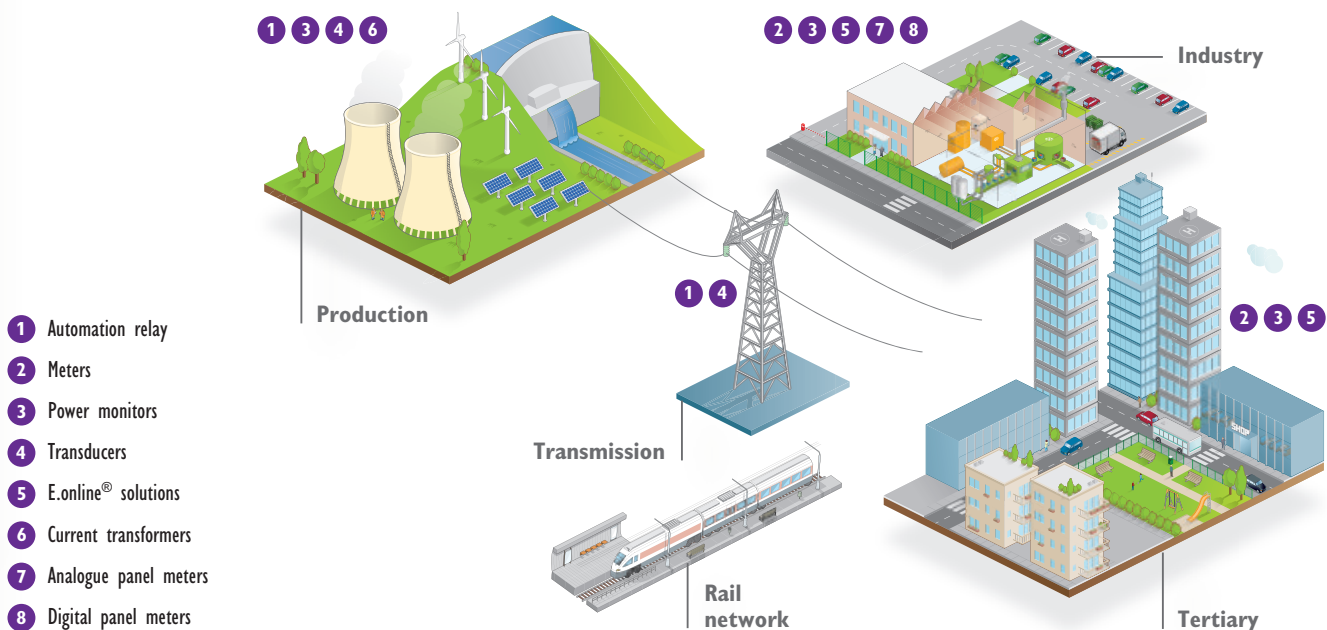 1 3 4 6
2 3 5 7 8
Industry
Production
1 4
2 3 5
1 Automation relay
2 Meters
3 Power monitors
4 Transducers
5 E.online® solutions
6 Current transformers
7 Analogue panel meters
8 Digital panel meters
Transmission
SHOP
H
H
Rail
network
Tertiary